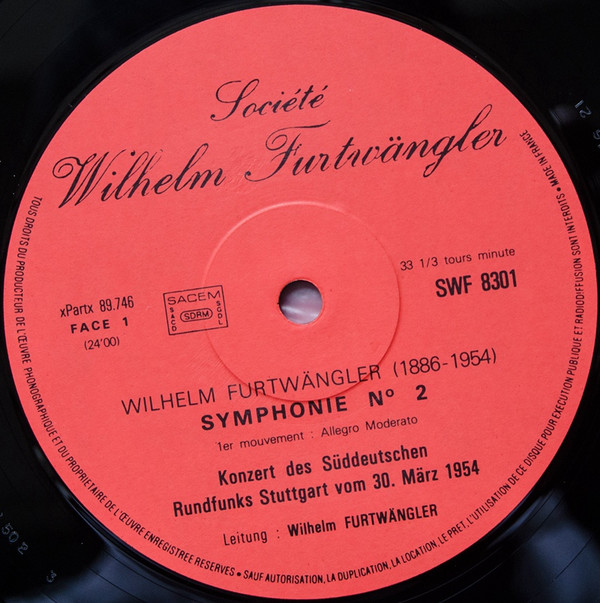 Société
Wilhelm Furtwängler
33 1/3 tours minute
SWF 8301
xPartx 89.746
FACE 1
(24'00)
SACEM
SACD
SDRM
SGDL
WILHELM FURTWÄNGLER (1886-1954)
SYMPHONIE Nº 2
1er mouvement : Allegro Moderato
Konzert des Süddeutschen
Rundfunks Stuttgart vom 30. März 1954
Leitung : Wilhelm FURTWÄNGLER
TOUS DROITS DU PRODUCTEUR DE L'ŒUVRE PHONOGRAPHIQUE ET DU PROPRIETAIRE DE L'ŒUVRE ENREGISTREE RESERVES • SAUF AUTORISATION, LA DUPLICATION, LA LOCATION, LE PRET, L'UTILISATION DE CE DISQUE POUR EXECUTION PUBLIQUE ET RADIODIFFUSION SONT INTERDITS • MADE IN FRANCE